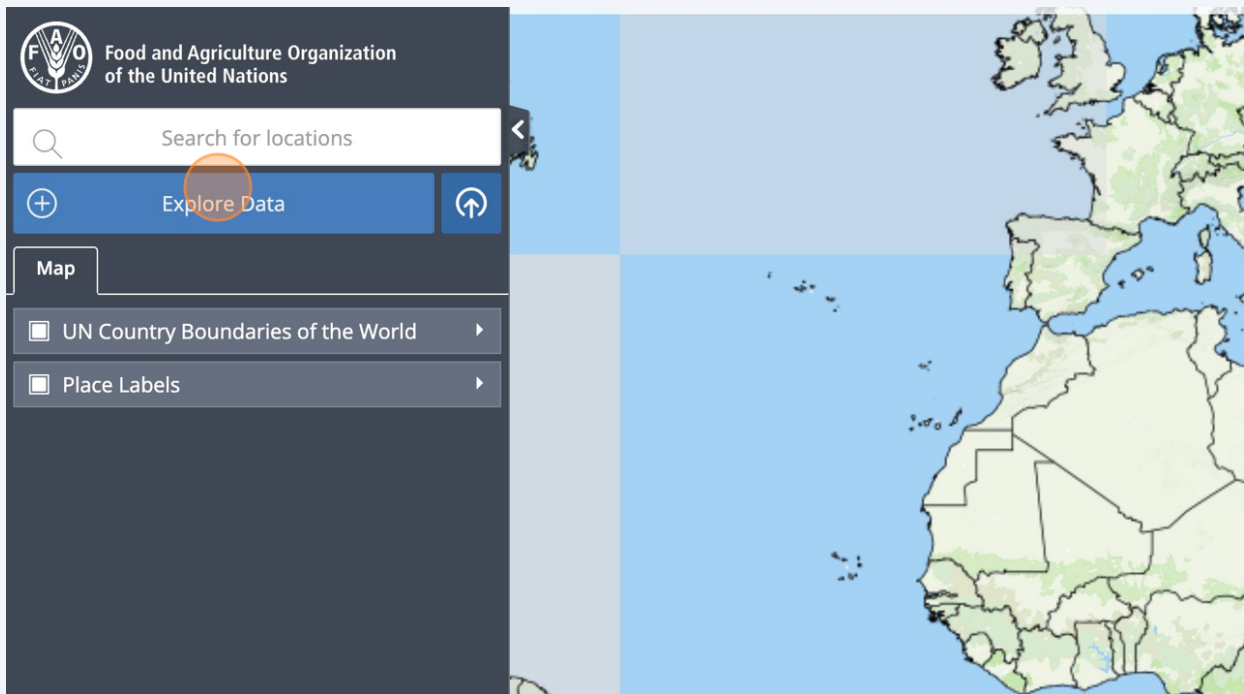 FAO
FIAT PANIS
Food and Agriculture Organization
of the United Nations
Search for locations
Explore Data
Map
UN Country Boundaries of the World
Place Labels